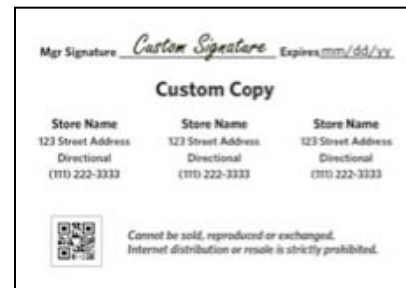 Mgr Signature Custom Signature Expires mm/dd/yy
Custom Copy
Store Name Store Name Store Name
123 Street Address 123 Street Address 123 Street Address
Directional Directional Directional
(111) 222-3333 (111) 222-3333 (111) 222-3333
Cannot be sold, reproduced or exchanged.
Internet distribution or resale is strictly prohibited.